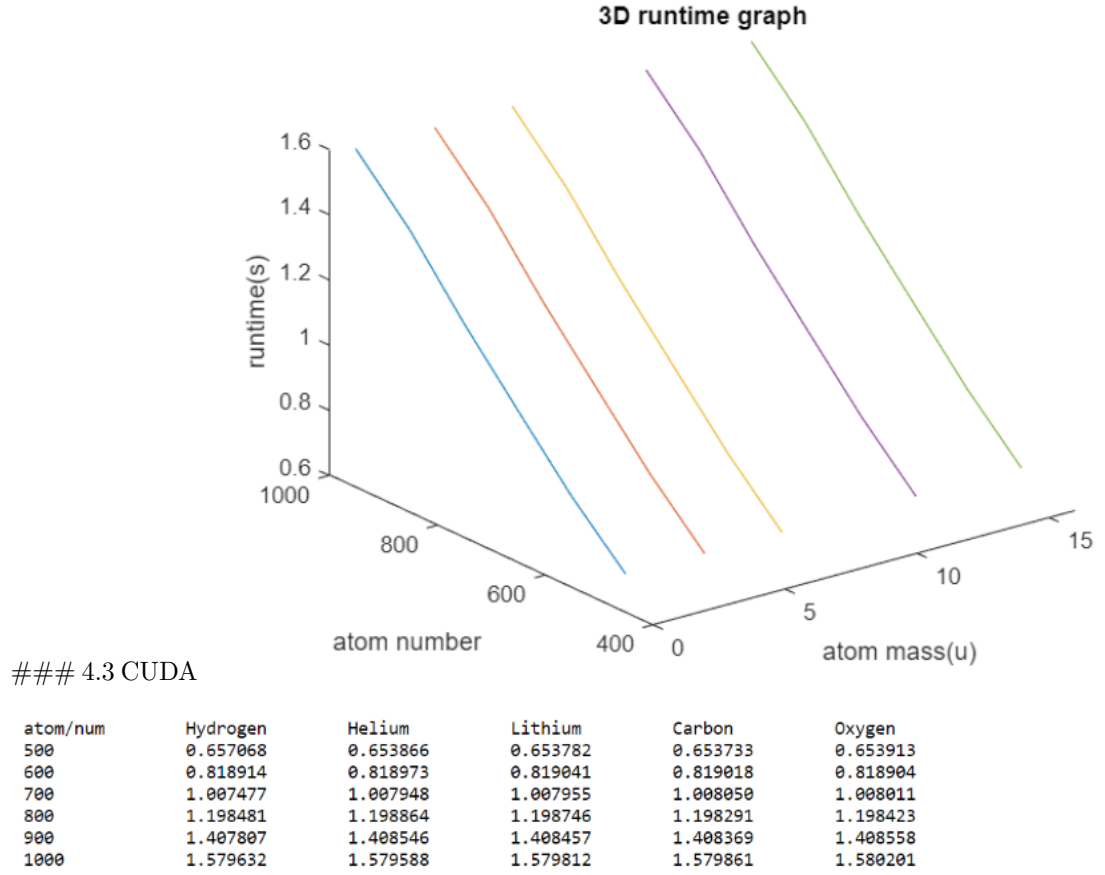 3D runtime graph
1.6
1.4
1.2
1
0.8
0.6
runtime(s)
1000
800
600
400
atom number
0
5
10
15
atom mass(u)
### 4.3 CUDA
atom/num Hydrogen Helium Lithium Carbon Oxygen
500 0.657068 0.653866 0.653782 0.653733 0.653913
600 0.818914 0.818973 0.819041 0.819018 0.818904
700 1.007477 1.007948 1.007955 1.008050 1.008011
800 1.198481 1.198864 1.198746 1.198291 1.198423
900 1.407807 1.408546 1.408457 1.408369 1.408558
1000 1.579632 1.579588 1.579812 1.579861 1.580201